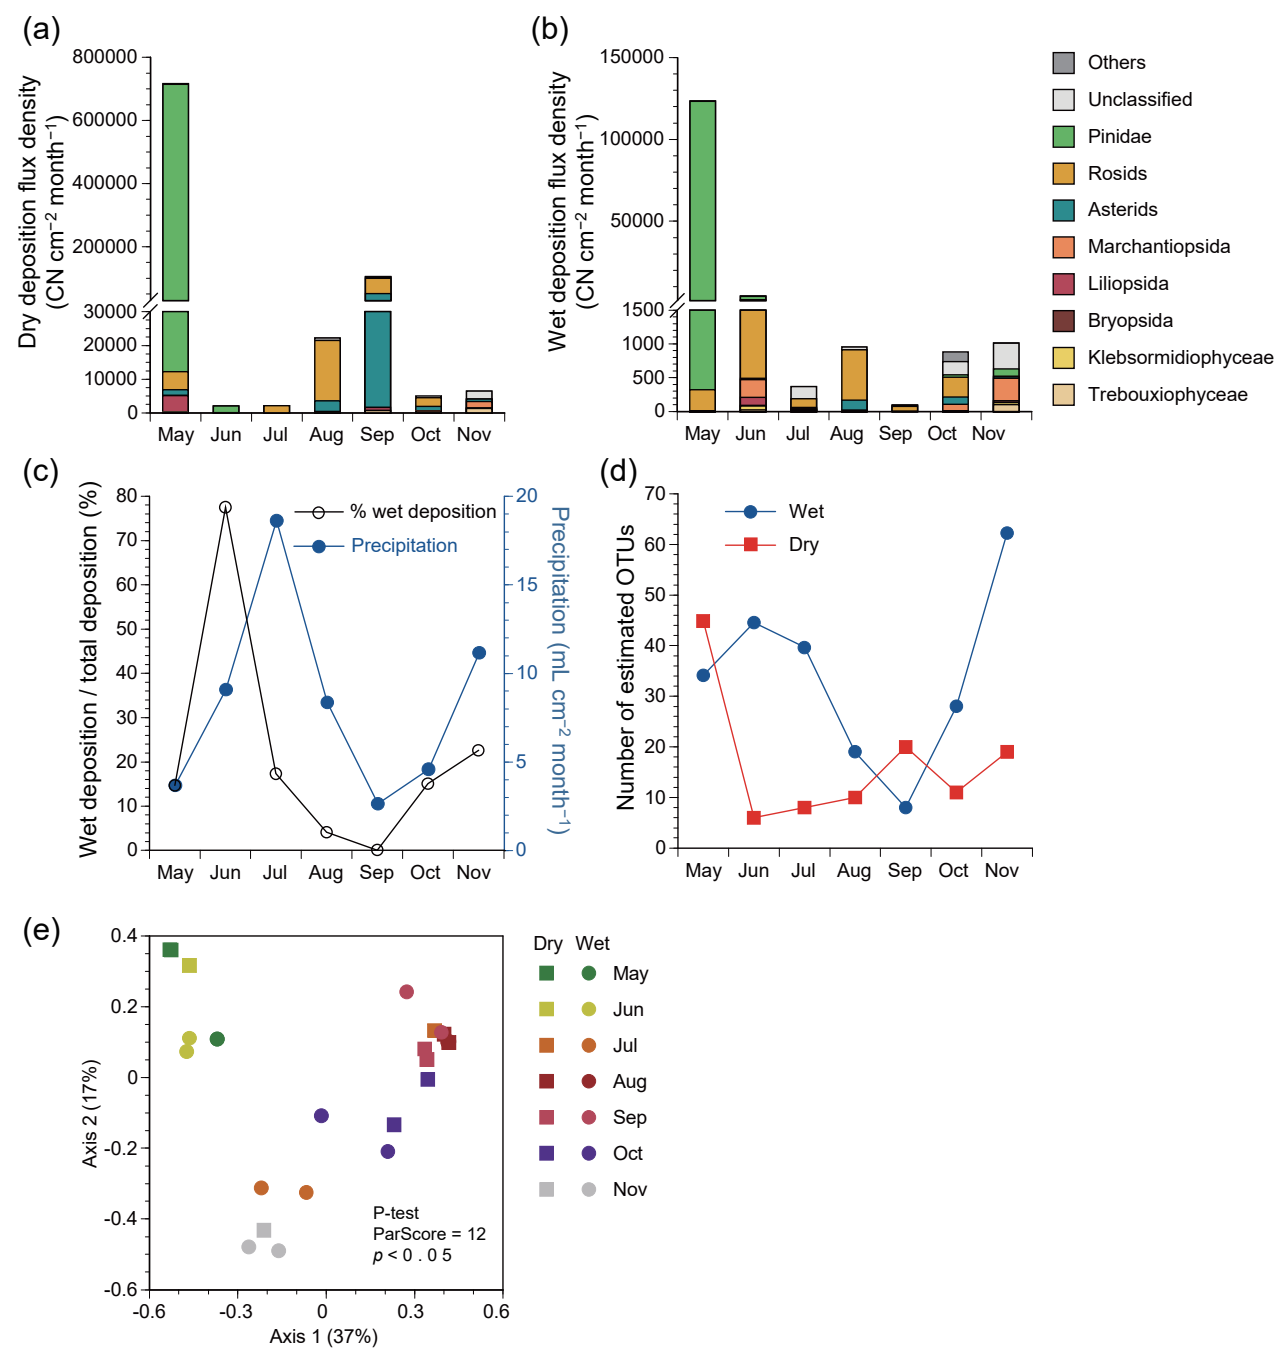 (a)
Dry deposition flux density
(CN cm−2 month−1)
800000
600000
400000
200000
30000
20000
10000
0
May Jun Jul Aug Sep Oct Nov
(b)
Wet deposition flux density
(CN cm−2 month−1)
150000
100000
50000
1500
1000
500
0
May Jun Jul Aug Sep Oct Nov
Others
Unclassified
Pinidae
Rosids
Asterids
Marchantiopsida
Liliopsida
Bryopsida
Klebsormidiophyceae
Trebouxiophyceae
(c)
Wet deposition / total deposition (%)
80
70
60
50
40
30
20
10
0
% wet deposition
Precipitation
20
15
10
5
0
Precipitation (mL cm−2 month−1)
May Jun Jul Aug Sep Oct Nov
(d)
Number of estimated OTUs
70
60
50
40
30
20
10
0
Wet
Dry
May Jun Jul Aug Sep Oct Nov
(e)
Axis 2 (17%)
0.4
0.2
0
-0.2
-0.4
-0.6
P-test
ParScore = 12
p < 0 . 0 5
-0.6 -0.3 0 0.3 0.6
Axis 1 (37%)
Dry Wet
May
Jun
Jul
Aug
Sep
Oct
Nov